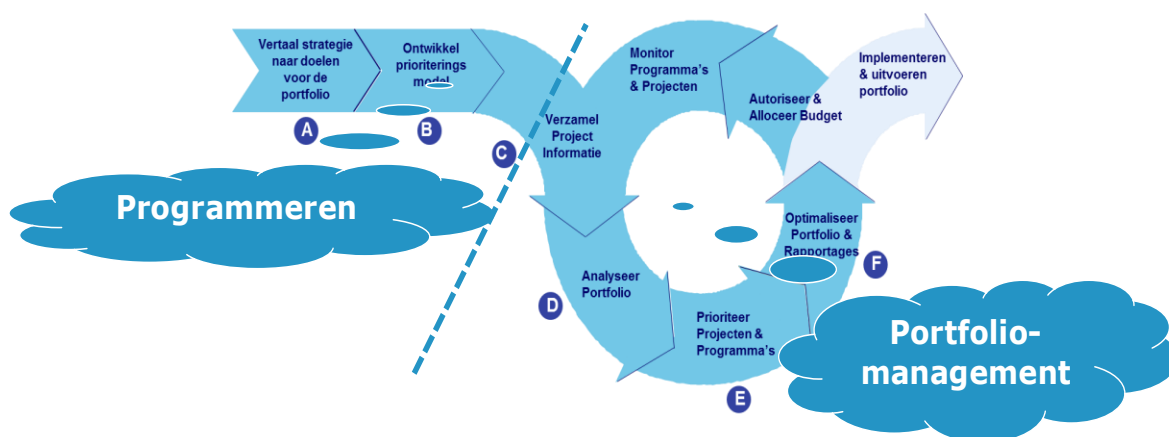 Vertaal strategie
naar doelen
voor de
portfolio
A
Ontwikkel
prioriterings
model
B
C
Verzamel
Project
Informatie
Monitor
Programma's
& Projecten
Autoriseer &
Alloceer Budget
Implementeren
& uitvoeren
portfolio
Programmeren
Analyseer
Portfolio
D
Prioriteer
Projecten &
Programma's
E
Optimaliseer
Portfolio &
Rapportages
F
Portfolio-
management